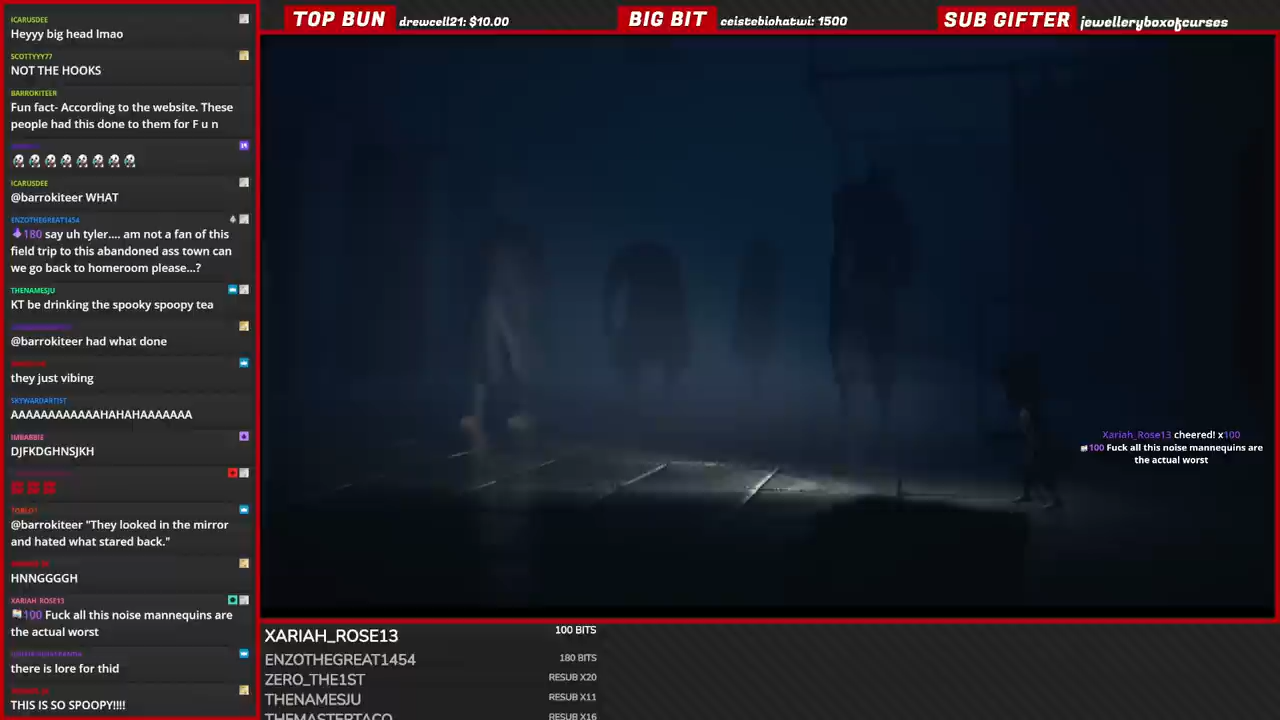 TOP BUN drewcell21: $10.00 BIG BIT ceistebiohatwi: 1500 SUB GIFTER jewelleryboxofcurses
ICARUSDEE
Heyyy big head lmao
SCOTTYYY77
NOT THE HOOKS
BARROKITEER
Fun fact- According to the website. These
people had this done to them for F u n
ICARUSDEE
@barrokiteer WHAT
ENZOTHEGREAT1454
180 say uh tyler.... am not a fan of this
field trip to this abandoned ass town can
we go back to homeroom please...?
THENAMESJU
KT be drinking the spooky spoopy tea
@barrokiteer had what done
they just vibing
SKYWARDARTIST
AAAAAAAAAAAAHAHAHAAAAAAA
DJFKDGHNSJKH
@barrokiteer "They looked in the mirror
and hated what stared back."
HNNGGGGH
XARIAH_ROSE13
100 Fuck all this noise mannequins are
the actual worst
there is lore for thid
THIS IS SO SPOOPY!!!!
Xariah_Rose13 cheered! x100
100 Fuck all this noise mannequins are
the actual worst
XARIAH_ROSE13 100 BITS
ENZOTHEGREAT1454 180 BITS
ZERO_THE1ST RESUB X20
THENAMESJU RESUB X11
THEMASTERTACO RESUB X16